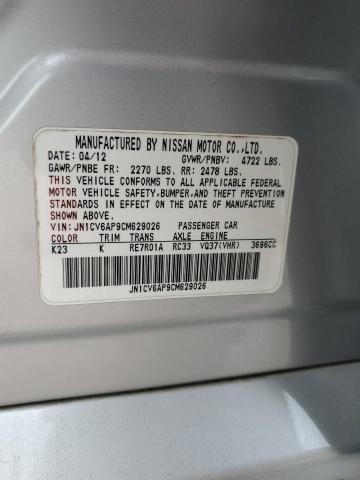 MANUFACTURED BY NISSAN MOTOR CO.,LTD.
DATE: 04/12 GVWR/PNBV: 4722 LBS.
GAWR/PNBE FR: 2270 LBS. RR: 2478 LBS.
THIS VEHICLE CONFORMS TO ALL APPLICABLE FEDERAL
MOTOR VEHICLE SAFETY,BUMPER,AND THEFT PREVENTION
STANDARDS IN EFFECT ON THE DATE OF MANUFACTURE
SHOWN ABOVE.
VIN: JN1CV6AP9CM629026 PASSENGER CAR
COLOR TRIM TRANS AXLE ENGINE
K23 K RE7R01A RC33 VQ37(VHR) 3696CC
JN1CV6AP9CM629026